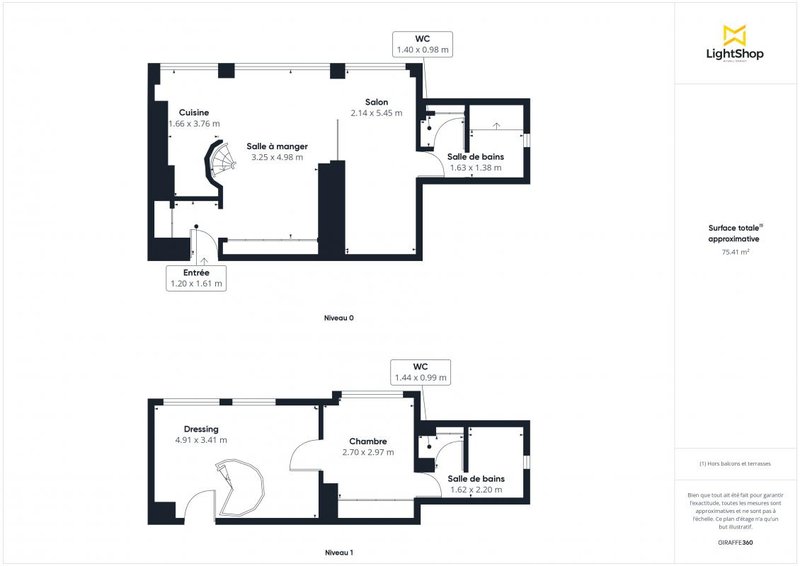 WC
1.40 x 0.98 m
Cuisine
1.66 x 3.76 m
Salle à manger
3.25 x 4.98 m
Salon
2.14 x 5.45 m
Salle de bains
1.63 x 1.38 m
Entrée
1.20 x 1.61 m
Niveau 0
WC
1.44 x 0.99 m
Dressing
4.91 x 3.41 m
Chambre
2.70 x 2.97 m
Salle de bains
1.62 x 2.20 m
Niveau 1
LightShop
Surface totale⁽¹⁾
approximative
75.41 m²
(1) Hors balcons et terrasses
Bien que tout ait été fait pour garantir
l'exactitude, toutes les mesures sont
approximatives et ne sont pas à
l'échelle. Ce plan d'étage n'a qu'un
but illustratif.
GIRAFFE360